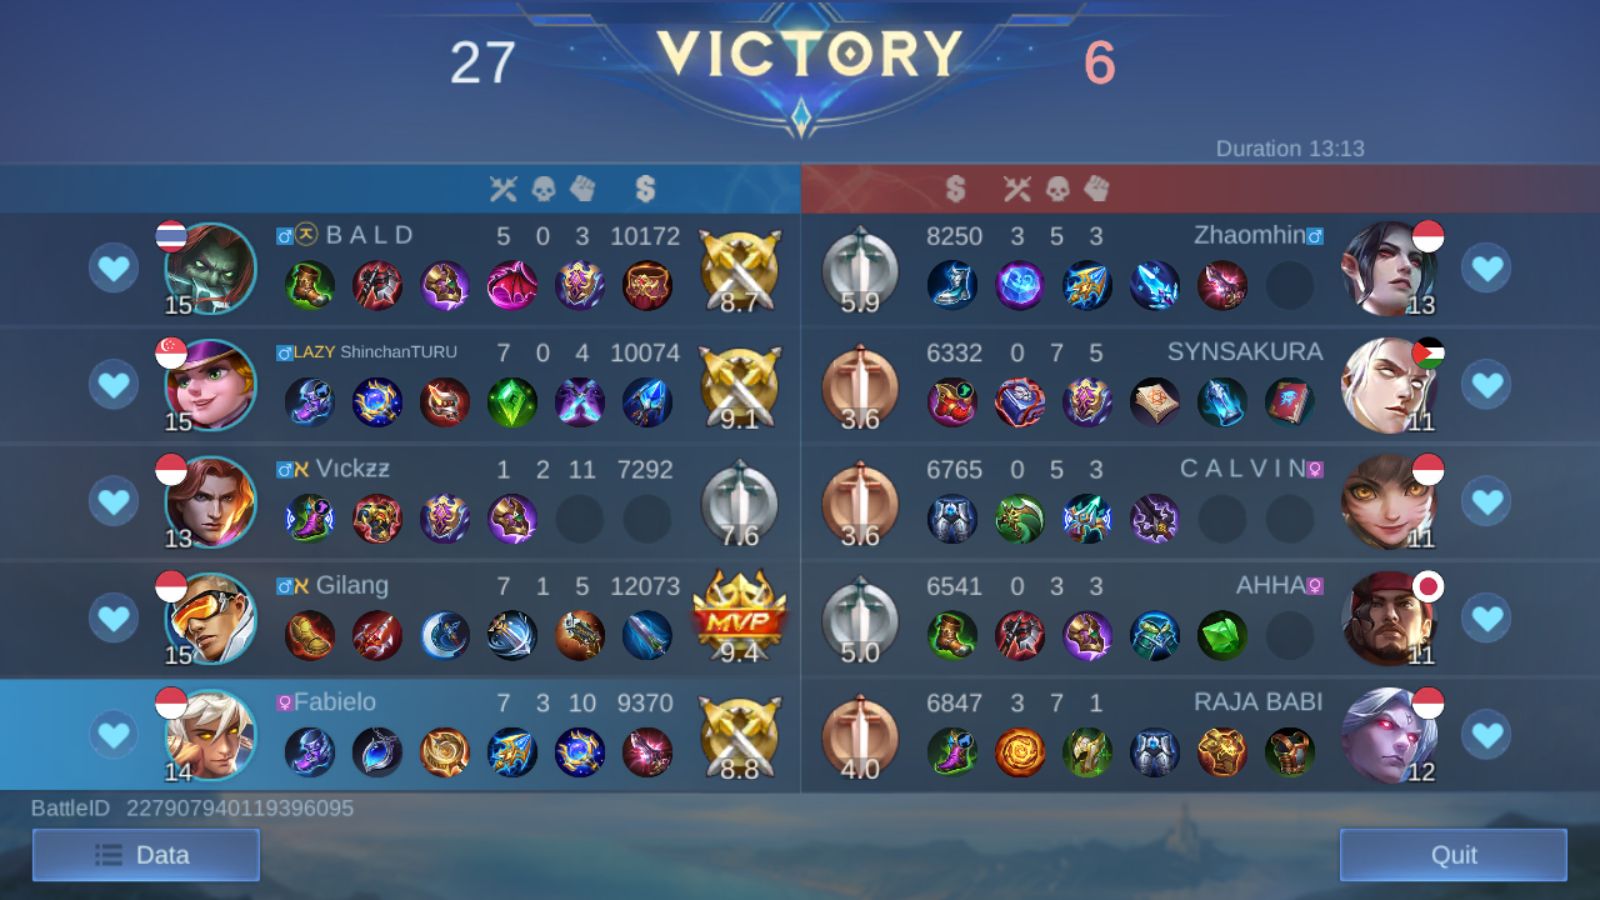 27 VICTORY 6
Duration 13:13
B A L D 5 0 3 10172 8.7 15
5.9 8250 3 5 3 Zhaomhin 13
LAZY ShinchanTURU 7 0 4 10074 9.1 15
3.6 6332 0 7 5 SYNSAKURA 11
Vıckƶƶ 1 2 11 7292 7.6 13
3.6 6765 0 5 3 C A L V I N 11
Gilang 7 1 5 12073 MVP 9.4 15
5.0 6541 0 3 3 AHHA 11
Fabielo 7 3 10 9370 8.8 14
4.0 6847 3 7 1 RAJA BABI 12
BattleID 227907940119396095
Data
Quit